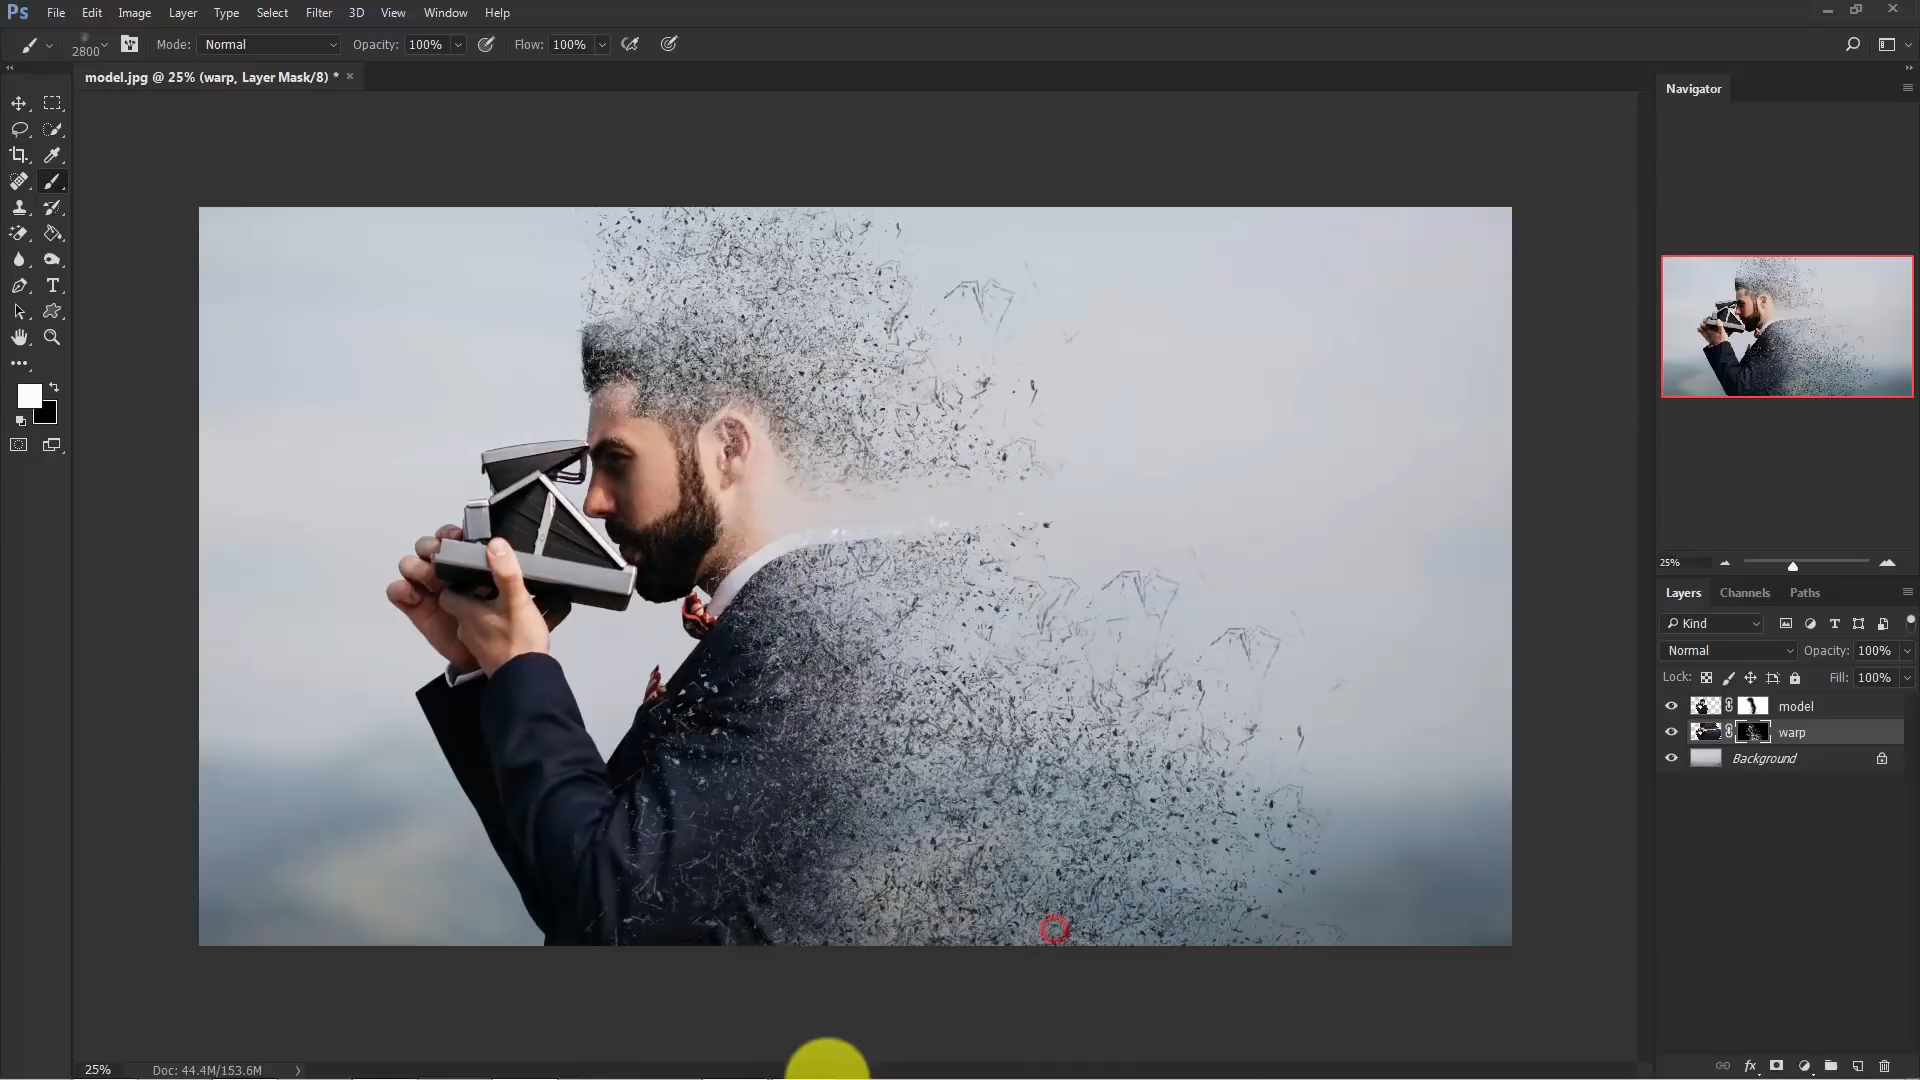 Ps File Edit Image Layer Type Select Filter 3D View Window Help
2800 Mode: Normal Opacity: 100% Flow: 100%
model.jpg @ 25% (warp, Layer Mask/8) * ×
Navigator
25%
Layers Channels Paths
Kind
Normal Opacity: 100%
Lock: Fill: 100%
model
warp
Background
25% Doc: 44.4M/153.6M